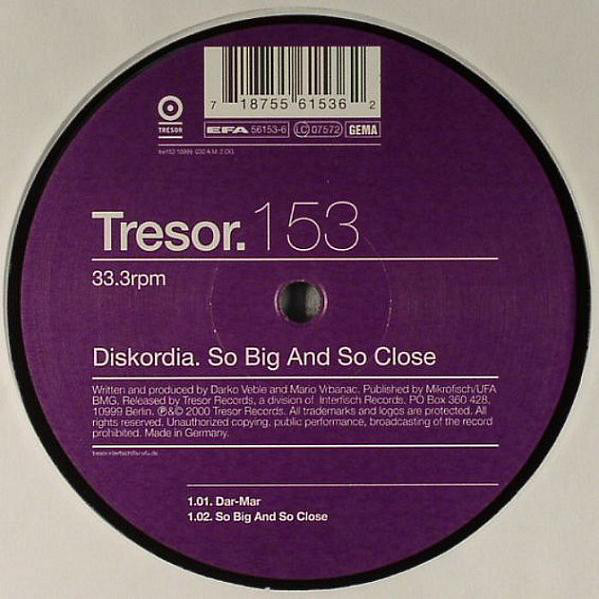 7 18755 61536 2
TRESOR
EFA 56153-6 LC 07572 GEMA
Tresor. 153
33.3rpm
Diskordia. So Big And So Close
Written and produced by Darko Veble and Mario Vrbanac. Published by Mikrofisch/UFA
BMG. Released by Tresor Records, a division of Interfisch Records. PO Box 360 428,
10999 Berlin. ℗&© 2000 Tresor Records. All trademarks and logos are protected. All
rights reserved. Unauthorized copying, public performance, broadcasting of the record
prohibited. Made in Germany.
1.01. Dar-Mar
1.02. So Big And So Close